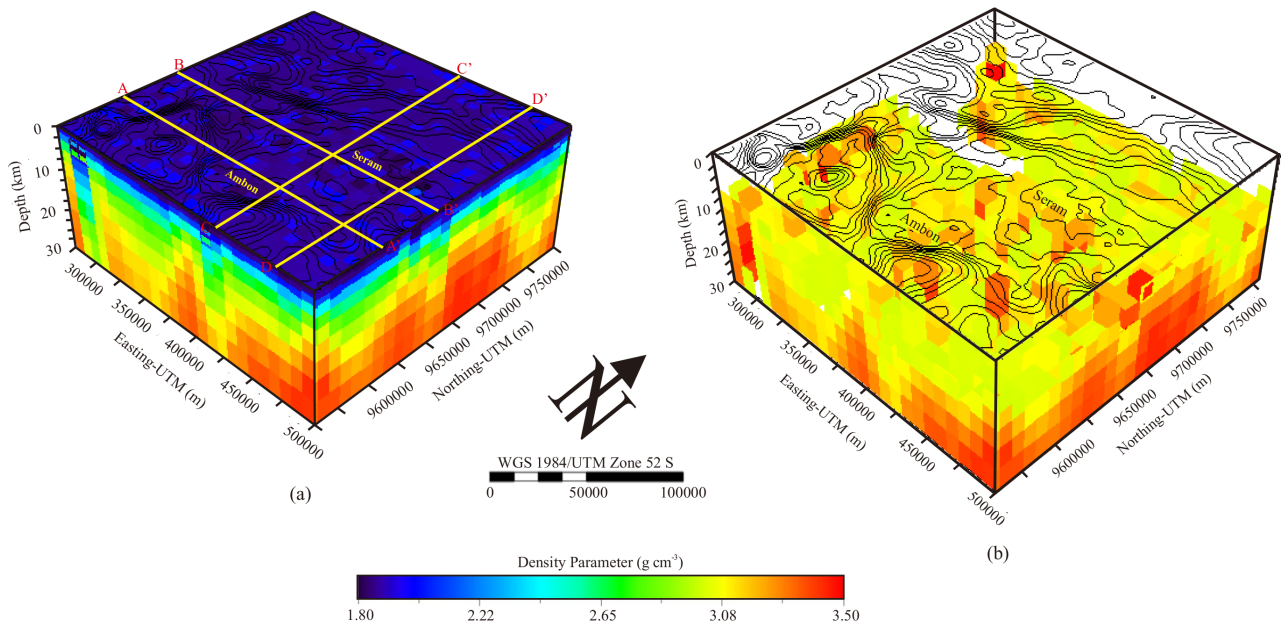 A
B
C’
D’
Seram
Ambon
C
D
B’
A’
Depth (km)
0
5
10
20
30
300000
350000
400000
450000
500000
Easting-UTM (m)
9600000
9650000
9700000
9750000
Northing-UTM (m)
(a)
N
WGS 1984/UTM Zone 52 S
0 50000 100000
Seram
Ambon
Depth (km)
0
10
20
30
300000
350000
400000
450000
500000
Easting-UTM (m)
9600000
9650000
9700000
9750000
Northing-UTM (m)
(b)
Density Parameter (g cm⁻³)
1.80 2.22 2.65 3.08 3.50